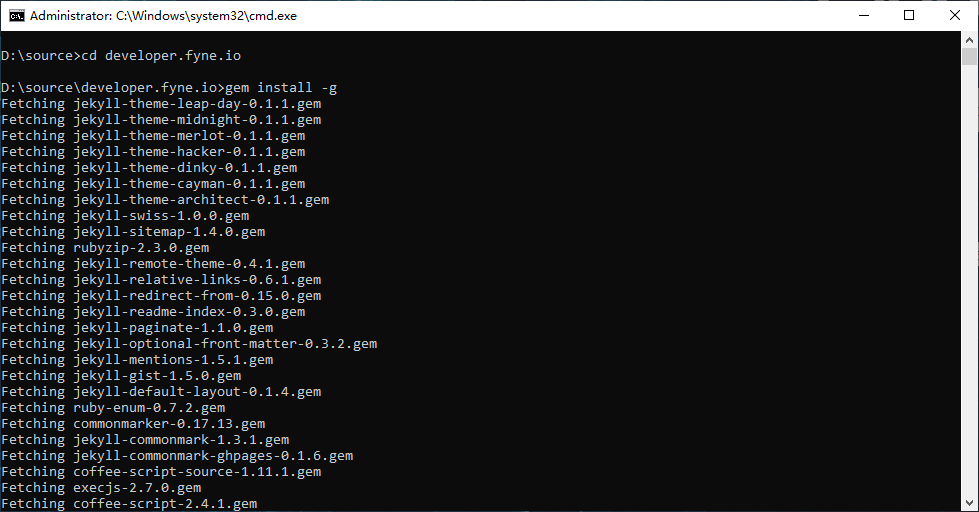 Administrator: C:\Windows\system32\cmd.exe
D:\source>cd developer.fyne.io
D:\source\developer.fyne.io>gem install -g
Fetching jekyll-theme-leap-day-0.1.1.gem
Fetching jekyll-theme-midnight-0.1.1.gem
Fetching jekyll-theme-merlot-0.1.1.gem
Fetching jekyll-theme-hacker-0.1.1.gem
Fetching jekyll-theme-dinky-0.1.1.gem
Fetching jekyll-theme-cayman-0.1.1.gem
Fetching jekyll-theme-architect-0.1.1.gem
Fetching jekyll-swiss-1.0.0.gem
Fetching jekyll-sitemap-1.4.0.gem
Fetching rubyzip-2.3.0.gem
Fetching jekyll-remote-theme-0.4.1.gem
Fetching jekyll-relative-links-0.6.1.gem
Fetching jekyll-redirect-from-0.15.0.gem
Fetching jekyll-readme-index-0.3.0.gem
Fetching jekyll-paginate-1.1.0.gem
Fetching jekyll-optional-front-matter-0.3.2.gem
Fetching jekyll-mentions-1.5.1.gem
Fetching jekyll-gist-1.5.0.gem
Fetching jekyll-default-layout-0.1.4.gem
Fetching ruby-enum-0.7.2.gem
Fetching commonmarker-0.17.13.gem
Fetching jekyll-commonmark-1.3.1.gem
Fetching jekyll-commonmark-ghpages-0.1.6.gem
Fetching coffee-script-source-1.11.1.gem
Fetching execjs-2.7.0.gem
Fetching coffee-script-2.4.1.gem